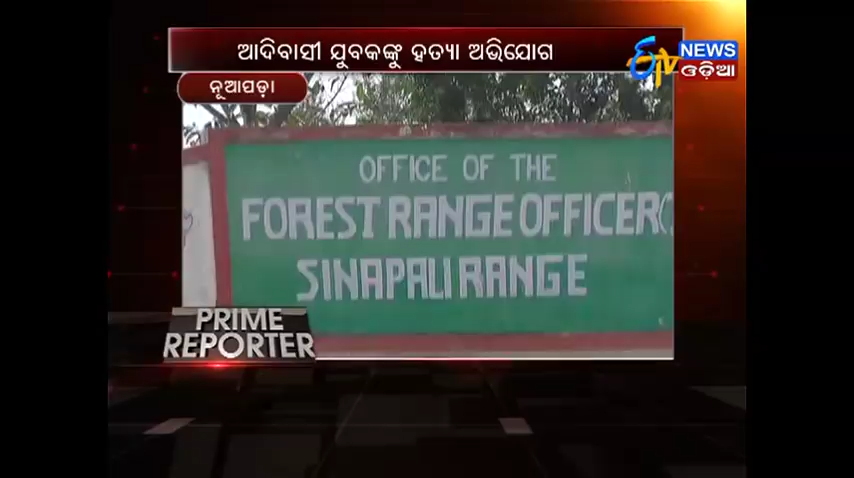 ଆଦିବାସୀ ଯୁବକଙ୍କୁ ହତ୍ୟା ଅଭିଯୋଗ
ETV NEWS
ଓଡ଼ିଆ
ନୂଆପଡ଼ା
OFFICE OF THE
FOREST RANGE OFFICER(
SINAPALI RANGE
PRIME
REPORTER